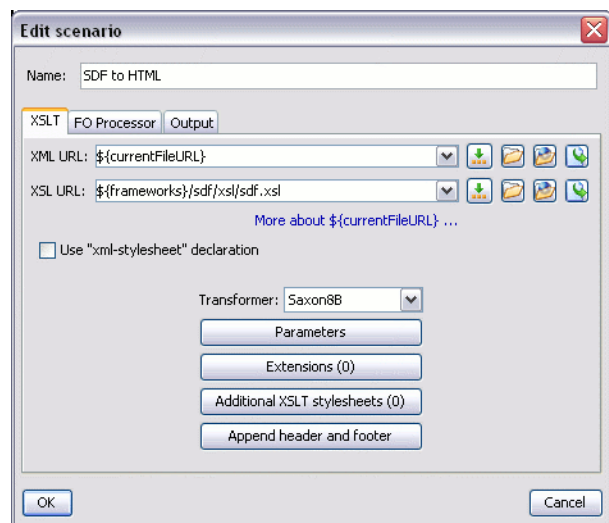 Edit scenario
Name: SDF to HTML
XSLT FO Processor Output
XML URL: ${currentFileURL}
XSL URL: ${frameworks}/sdf/xsl/sdf.xsl
More about ${currentFileURL} ...
Use "xml-stylesheet" declaration
Transformer: Saxon8B
Parameters
Extensions (0)
Additional XSLT stylesheets (0)
Append header and footer
OK Cancel